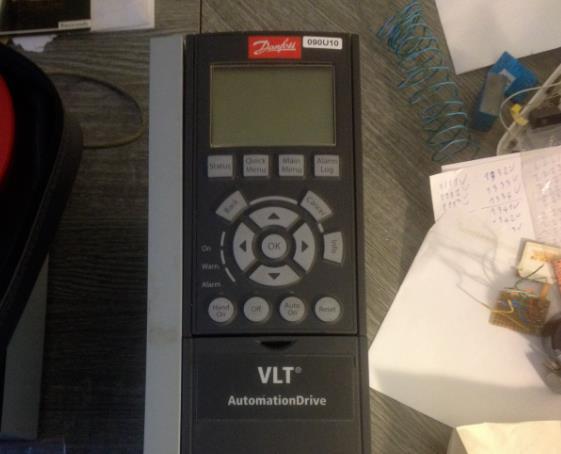 Danfoss
090U10
Status
Quick
Menu
Main
Menu
Alarm
Log
Back
Cancel
Info
OK
On
Warn.
Alarm
Hand
On
Off
Auto
On
Reset
VLT®
AutomationDrive